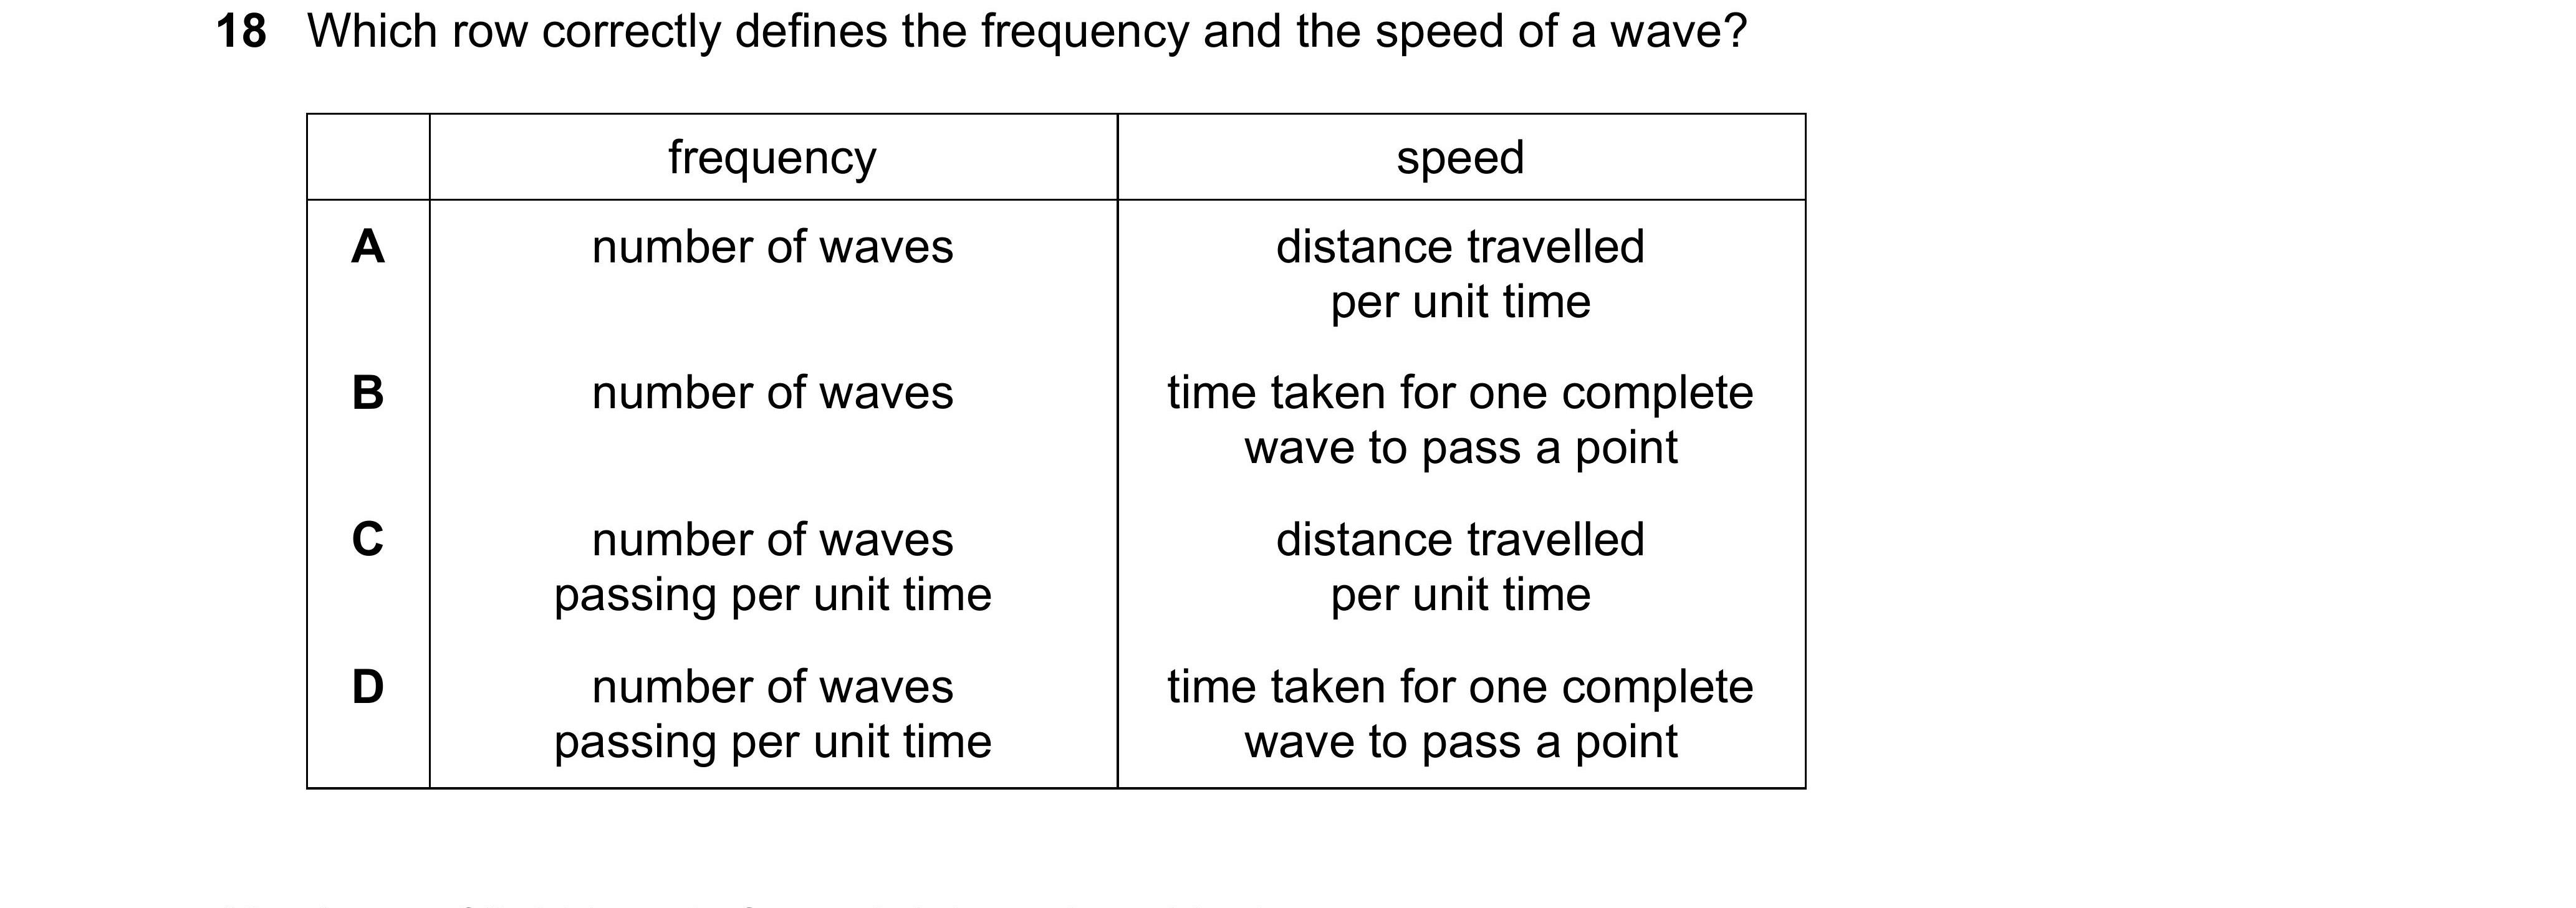 18 Which row correctly defines the frequency and the speed of a wave?
frequency speed
A number of waves distance travelled
per unit time
B number of waves time taken for one complete
wave to pass a point
C number of waves distance travelled
passing per unit time per unit time
D number of waves time taken for one complete
passing per unit time wave to pass a point